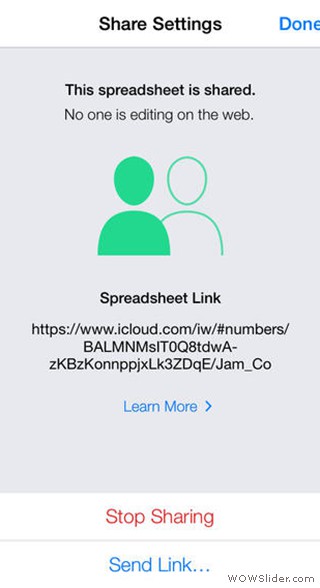 Share Settings
Done
This spreadsheet is shared.
No one is editing on the web.
Spreadsheet Link
https://www.icloud.com/iw/#numbers/
BALMNMsIT0Q8tdwA-
zKBzKonnppjxLk3ZDqE/Jam_Co
Learn More
Stop Sharing
Send Link...
WOWSlider.com